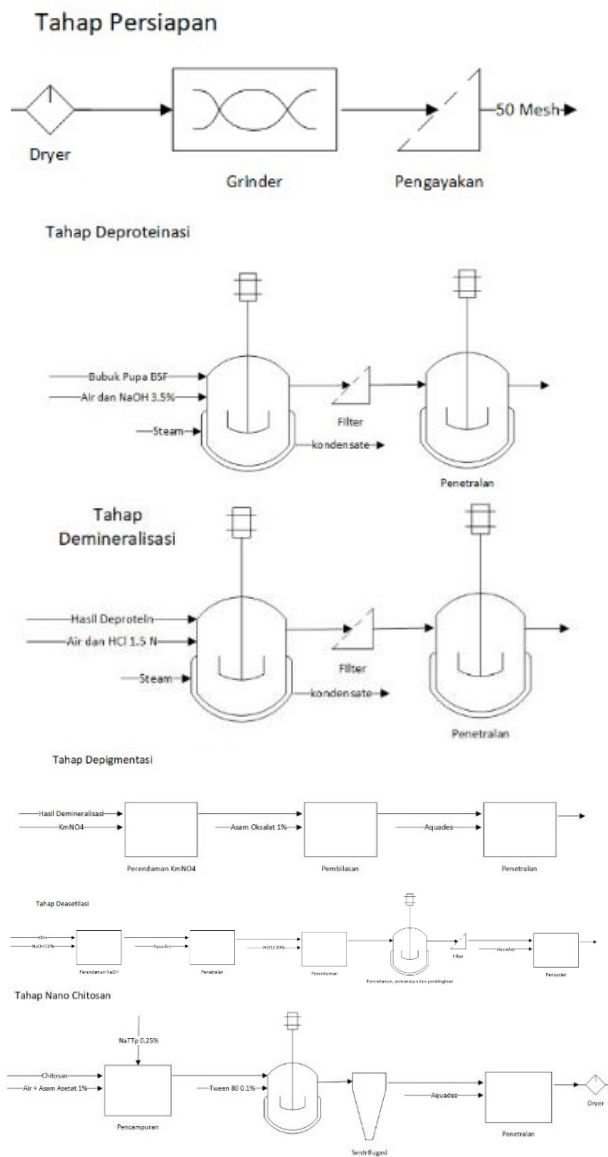 Tahap Persiapan
50 Mesh
Dryer
Grinder
Pengayakan
Tahap Deproteinasi
Bubuk Pupa BSF
Air dan NaOH 3.5%
Steam
Filter
kondensate
Penetralan
Tahap
Demineralisasi
Hasil Deprotein
Air dan HCl 1.5 N
Steam
Filter
kondensate
Penetralan
Tahap Depigmentasi
Hasil Demineralisasi
KmNO4
Asam Oksalat 1%
Aquades
Perendaman KmNO4
Pembilasan
Penetralan
Tahap Deasetilasi
Aquades
Filter
Aquades
Perendaman NaOH
Penetralan
Perendaman
Tahap Nano Chitosan
NaTTp 0.25%
Chitosan
Air + Asam Asetat 1%
Tween 80 0.1%
Aquades
Dryer
Pencampuran
Sentrifugasi
Penetralan